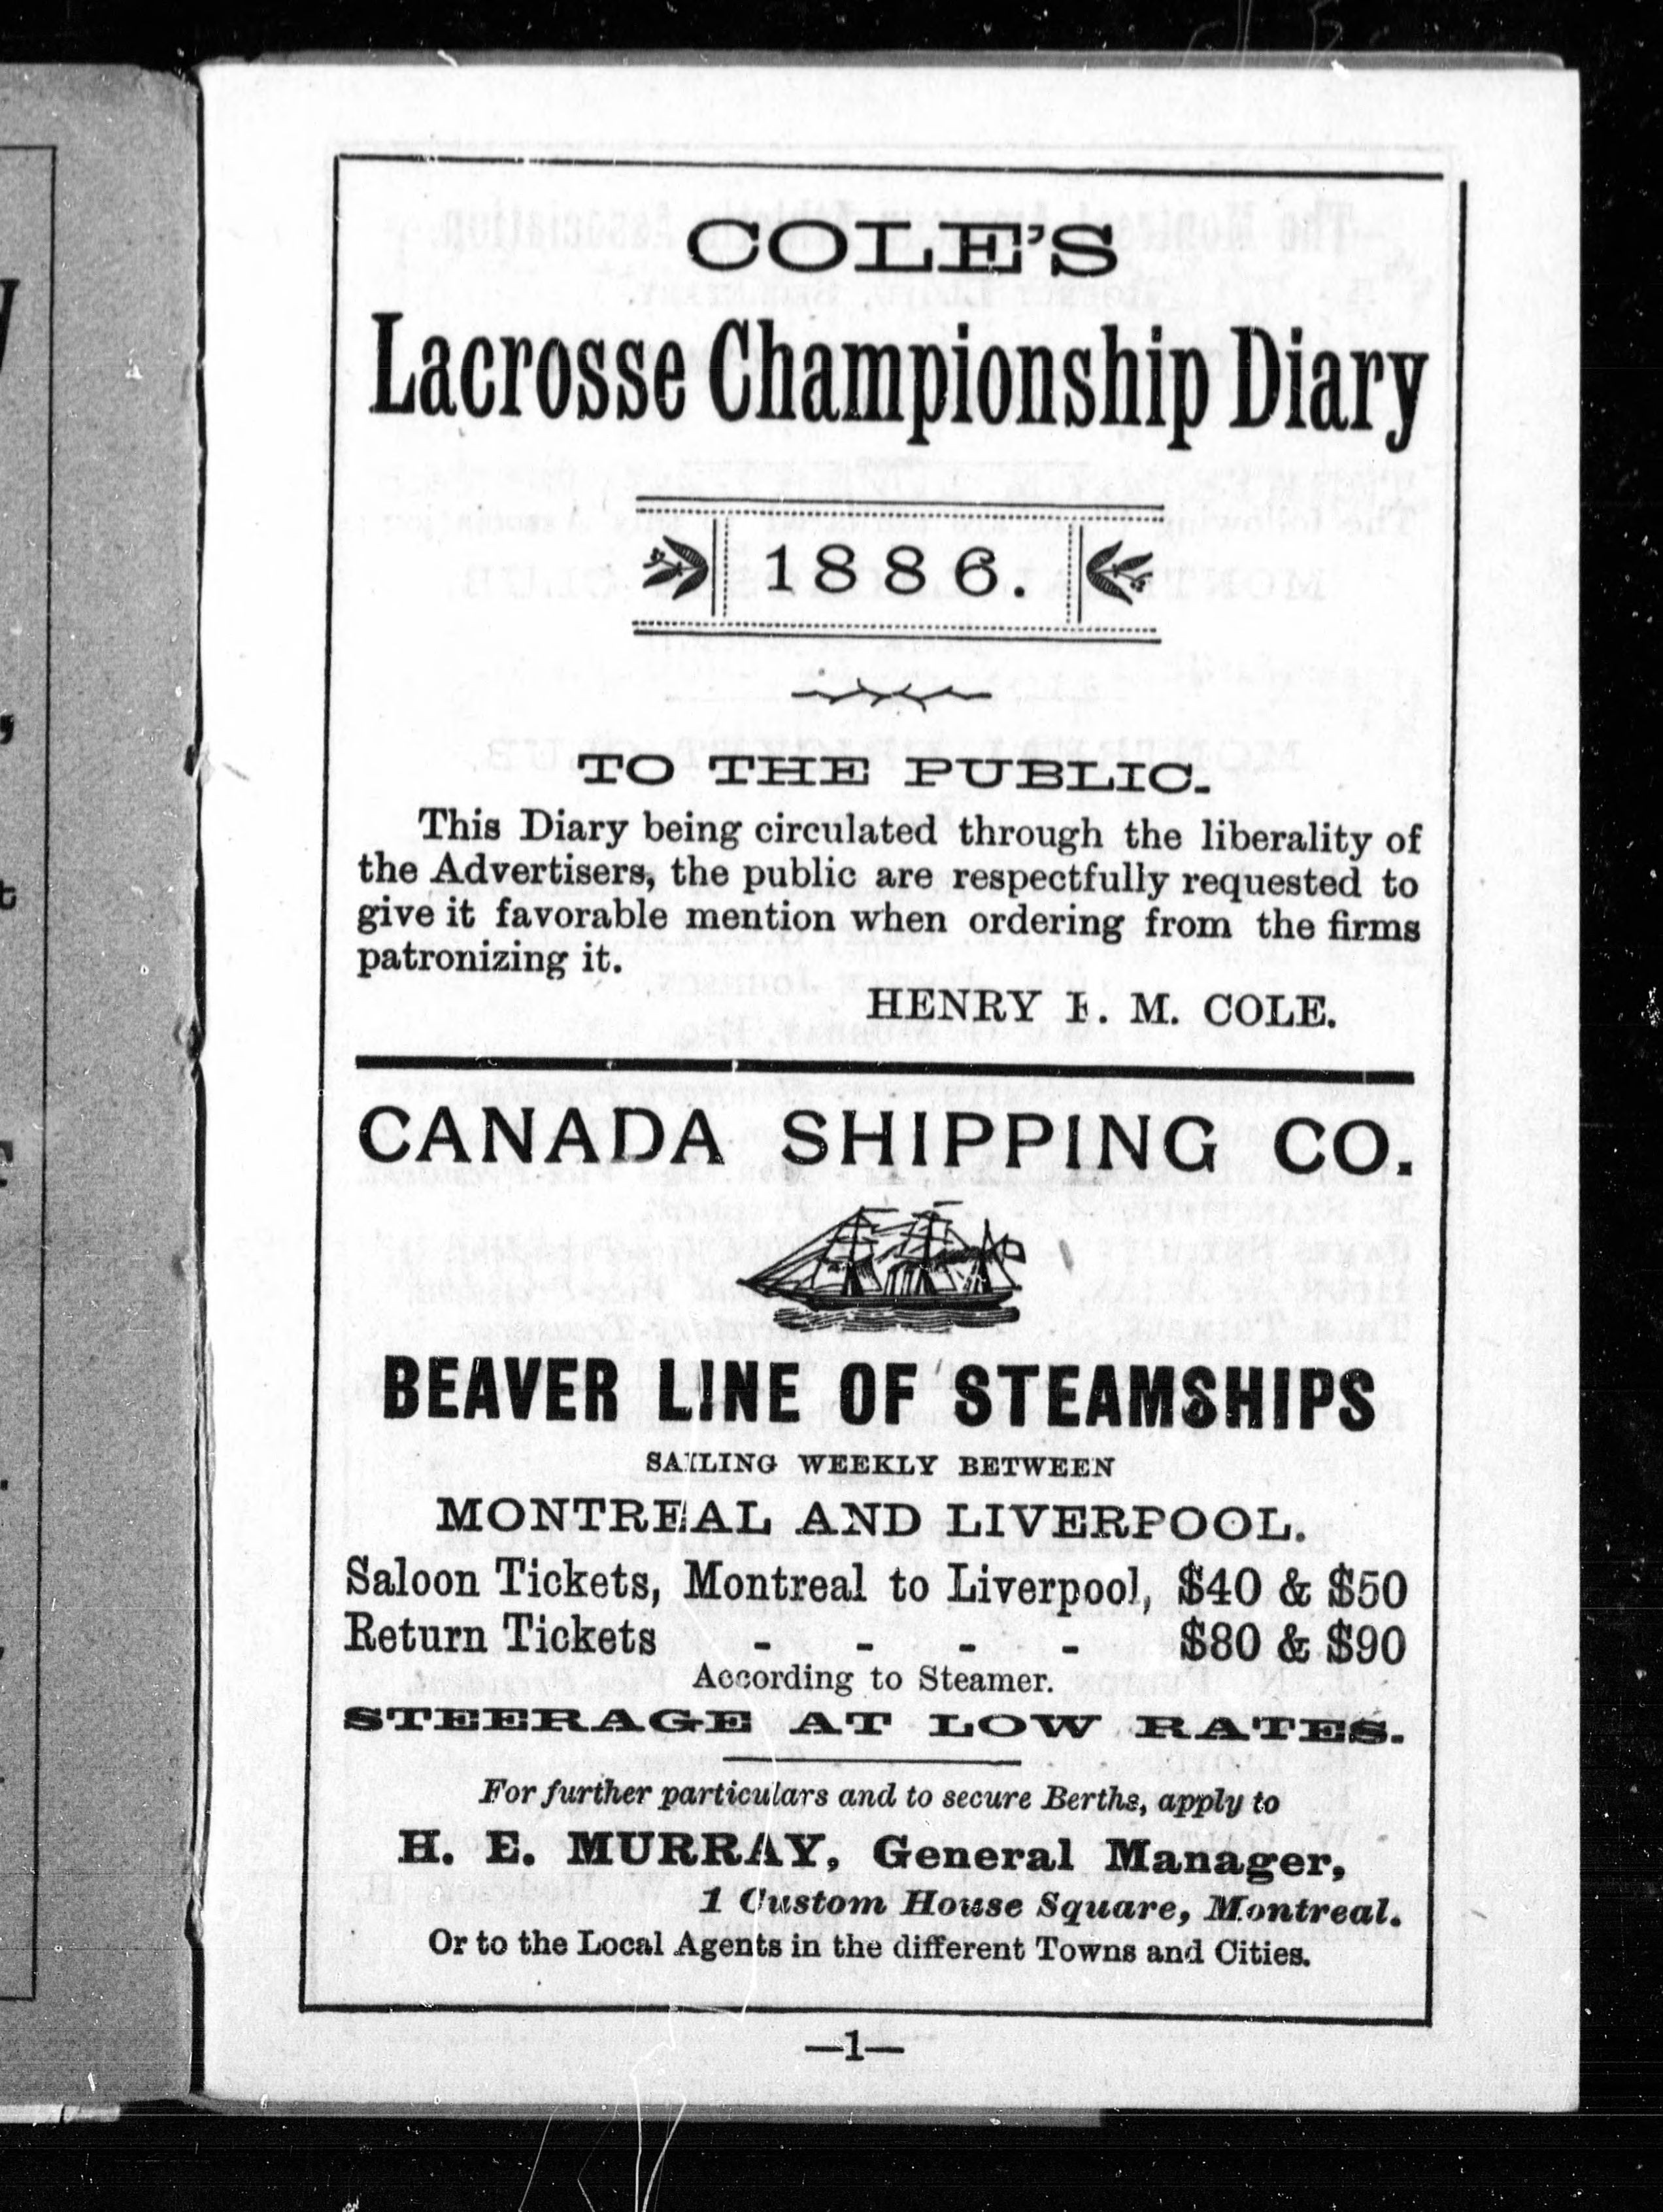 COLE'S
Lacrosse Championship Diary
1886.
TO THE PUBLIC.
This Diary being circulated through the liberality of
the Advertisers, the public are respectfully requested to
give it favorable mention when ordering from the firms
patronizing it.
HENRY F. M. COLE.
CANADA SHIPPING CO.
BEAVER LINE OF STEAMSHIPS
SAILING WEEKLY BETWEEN
MONTREAL AND LIVERPOOL.
Saloon Tickets, Montreal to Liverpool, $40 & $50
Return Tickets - - - - $80 & $90
According to Steamer.
STEERAGE AT LOW RATES.
For further particulars and to secure Berths, apply to
H. E. MURRAY, General Manager,
1 Custom House Square, Montreal.
Or to the Local Agents in the different Towns and Cities.
—1—